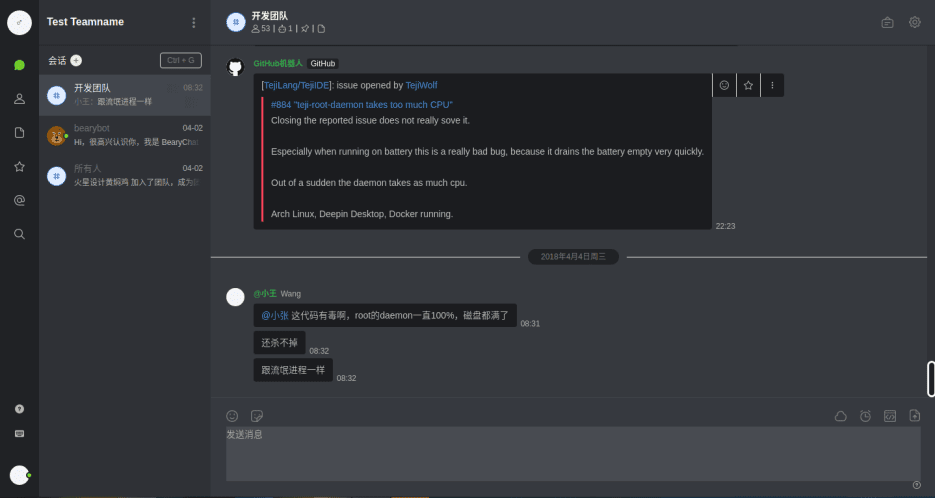 Test Teamname
会话
Ctrl + G
开发团队
08:32
小王: 跟流氓进程一样
bearybot
04-02
Hi，很高兴认识你，我是 BearyCha
所有人
04-02
火星设计黄焖鸡 加入了团队，成为
开发团队
53 | 1
GitHub机器人 GitHub
[TejiLang/TejiIDE]: issue opened by TejiWolf
#884 "teji-root-daemon takes too much CPU"
Closing the reported issue does not really sove it.
Especially when running on battery this is a really bad bug, because it drains the battery empty very quickly.
Out of a sudden the daemon takes as much cpu.
Arch Linux, Deepin Desktop, Docker running.
22:23
2018年4月4日周三
@小王 Wang
@小张 这代码有毒啊，root的daemon一直100%，磁盘都满了
08:31
还杀不掉
08:32
跟流氓进程一样
08:32
发送消息